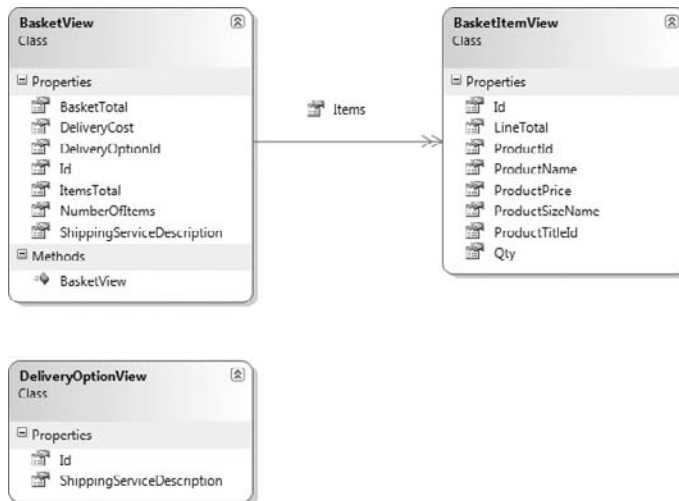 BasketView
Class
Properties
BasketTotal
DeliveryCost
DeliveryOptionId
Id
ItemsTotal
NumberOfItems
ShippingServiceDescription
Methods
BasketView
Items
BasketItemView
Class
Properties
Id
LineTotal
ProductId
ProductName
ProductPrice
ProductSizeName
ProductTitleId
Qty
DeliveryOptionView
Class
Properties
Id
ShippingServiceDescription